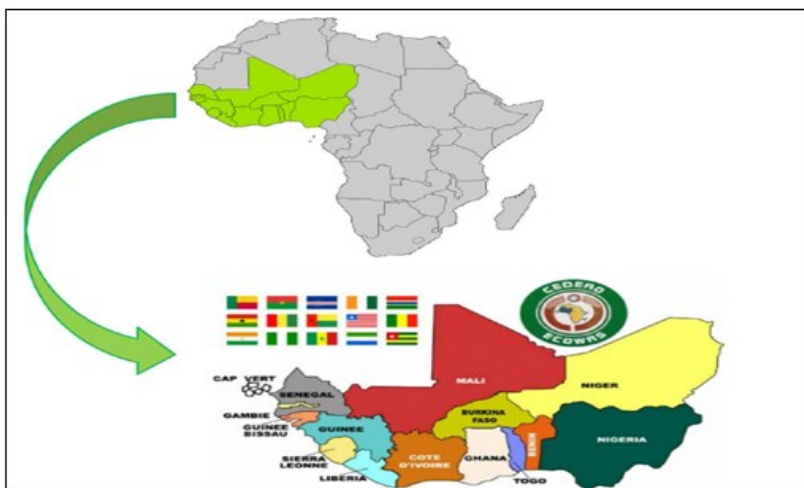 CEDEAO
ECOWAS
CAP VERT
SENEGAL
MALI
NIGER
GAMBIE
GUINEE
BISSAU
GUINEE
BURKINA
FASO
NIGERIA
BENIN
SIERRA
LEONNE
COTE
D'IVOIRE
GHANA
LIBERIA
TOGO